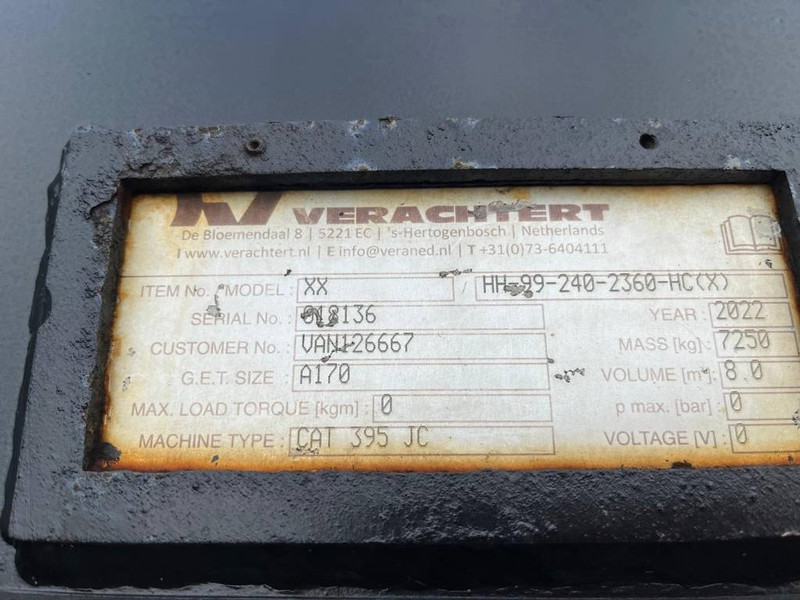 VERACHTERT
De Bloemendaal 8 | 5221 EC | 's-Hertogenbosch | Netherlands
I www.verachtert.nl | E info@veraned.nl | T +31(0)73-6404111
ITEM No. / MODEL : XX / HH-99-240-2360-HC(X)
SERIAL No. : 018136 YEAR : 2022
CUSTOMER No. : VAN126667 MASS [kg] : 7250
G.E.T. SIZE : A170 VOLUME [m³] : 8.0
MAX. LOAD TORQUE [kgm] : 0 p max. [bar] : 0
MACHINE TYPE : CAT 395 JC VOLTAGE [V] : 0